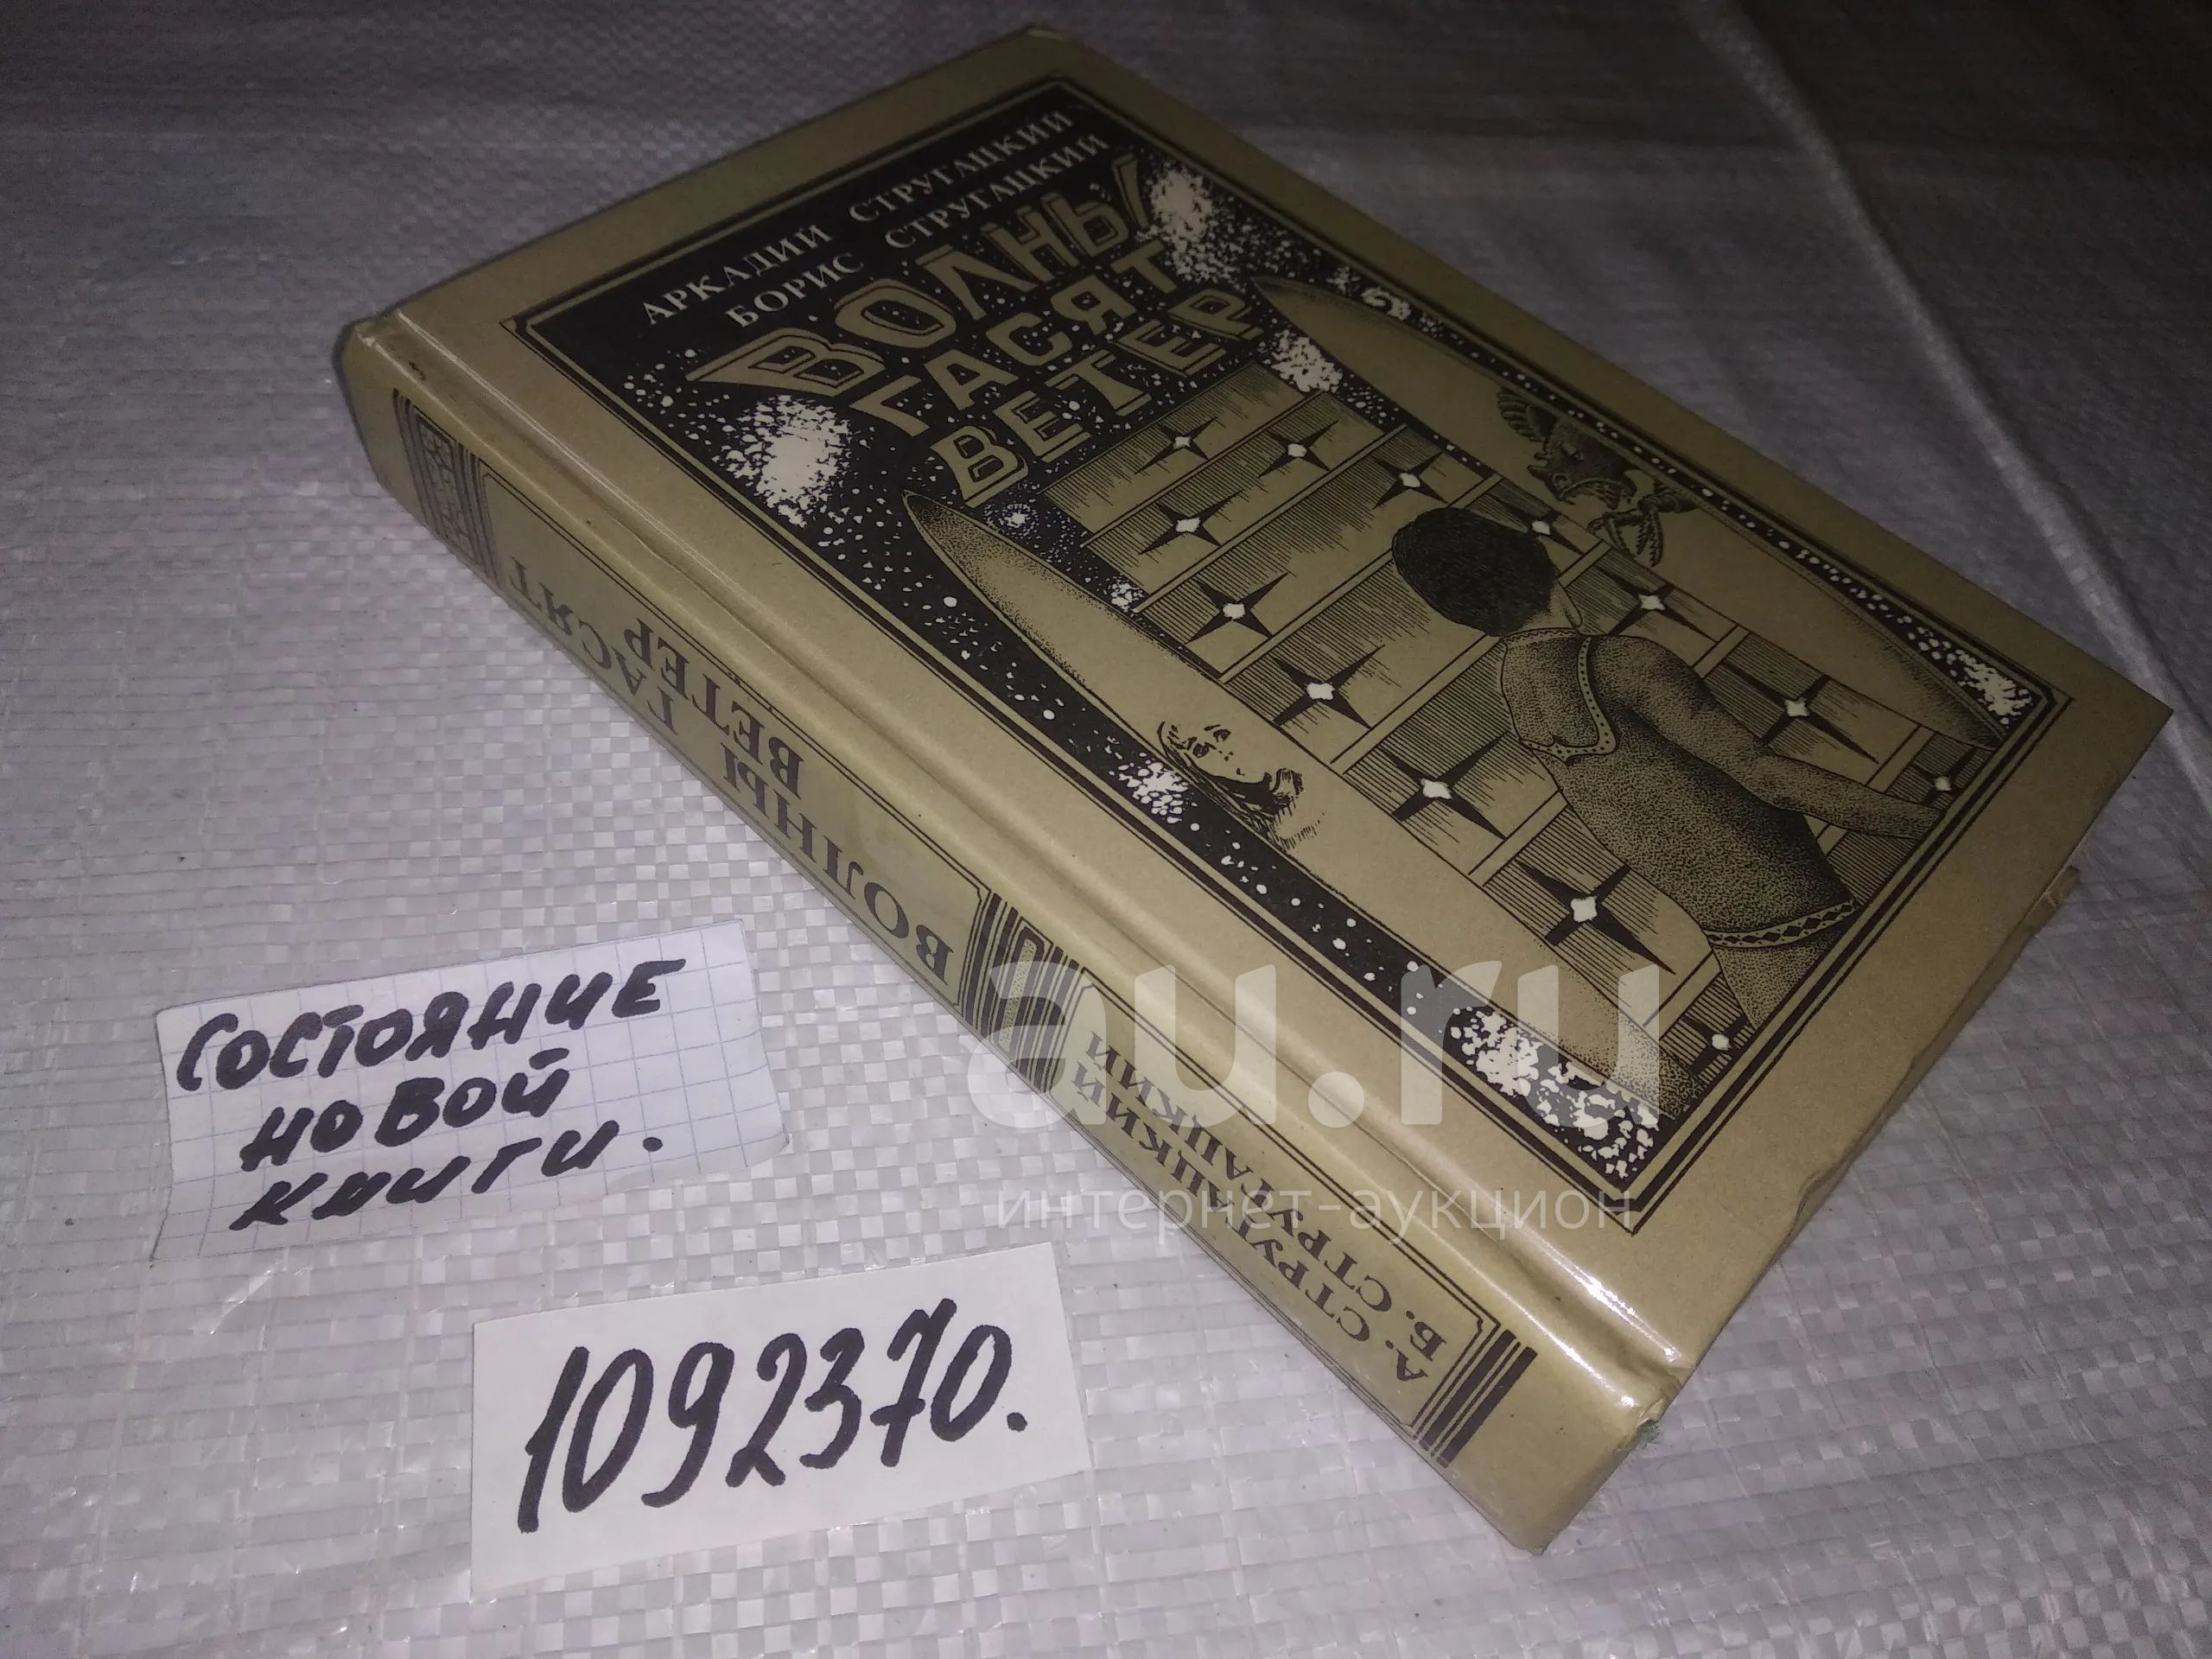 АРКАДИЙ СТРУГАЦКИЙ
БОРИС СТРУГАЦКИЙ
ВОЛНЫ
ГАСЯТ
ВЕТЕР
ВОЛНЫ ГАСЯТ
ВЕТЕР
А. СТРУГАЦКИЙ
Б. СТРУГАЦКИЙ
СОСТОЯНИЕ
НОВОЙ
КНИГИ.
1092370.
au.ru
интернет-аукцион